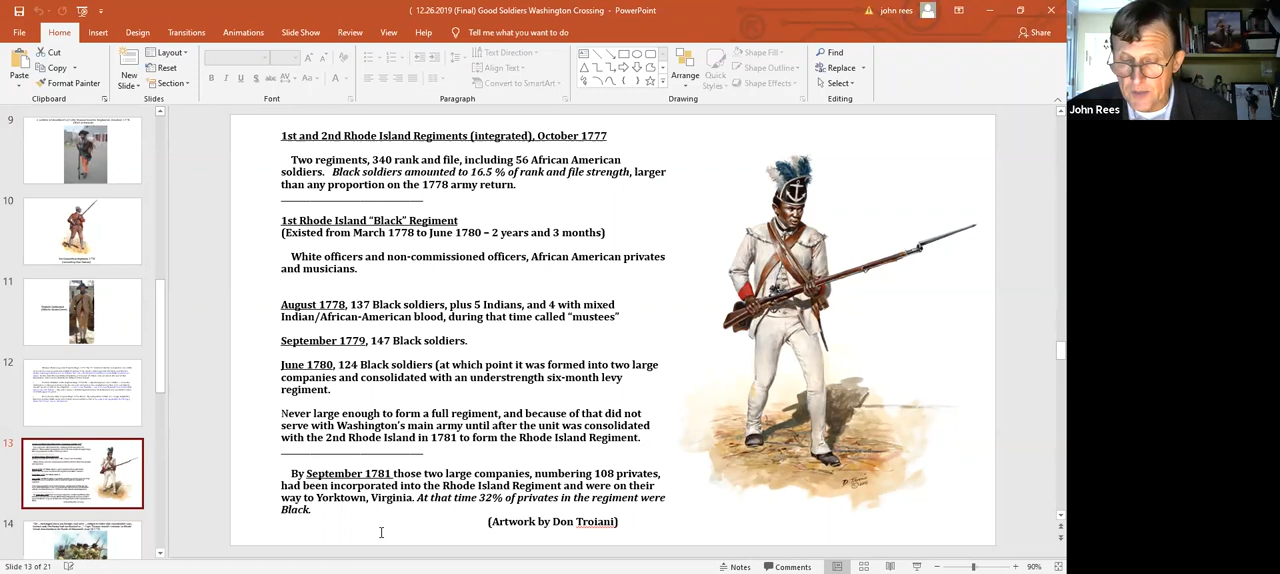 ( 12.26.2019 (Final) Good Soldiers Washington Crossing - PowerPoint
john rees
File Home Insert Design Transitions Animations Slide Show Review View Help Tell me what you want to do Share
Paste
Cut
Copy
Format Painter
Clipboard
New Slide
Layout
Reset
Section
Slides
B I U S abc AV Aa A
Font
Text Direction
Align Text
Convert to SmartArt
Paragraph
Arrange
Quick Styles
Shape Fill
Shape Outline
Shape Effects
Drawing
Find
Replace
Select
Editing
John Rees
9
10
11
12
13
14
1st and 2nd Rhode Island Regiments (integrated), October 1777
Two regiments, 340 rank and file, including 56 African American
soldiers. Black soldiers amounted to 16.5 % of rank and file strength, larger
than any proportion on the 1778 army return.
1st Rhode Island “Black” Regiment
(Existed from March 1778 to June 1780 – 2 years and 3 months)
White officers and non-commissioned officers, African American privates
and musicians.
August 1778, 137 Black soldiers, plus 5 Indians, and 4 with mixed
Indian/African-American blood, during that time called “mustees”
September 1779, 147 Black soldiers.
June 1780, 124 Black soldiers (at which point it was formed into two large
companies and consolidated with an under-strength six-month levy
regiment.
Never large enough to form a full regiment, and because of that did not
serve with Washington’s main army until after the unit was consolidated
with the 2nd Rhode Island in 1781 to form the Rhode Island Regiment.
By September 1781 those two large companies, numbering 108 privates,
had been incorporated into the Rhode Island Regiment and were on their
way to Yorktown, Virginia. At that tine 32% of privates in the regiment were
Black.
(Artwork by Don Troiani)
Slide 13 of 21
Notes
Comments
90%